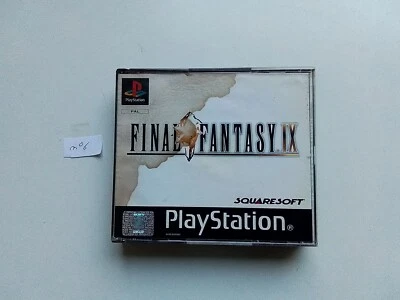 PlayStation
PAL
FINAL FANTASY IX
SQUARESOFT
PlayStation®